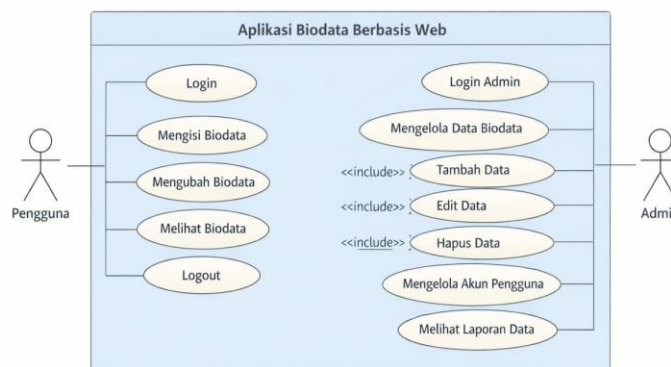 Aplikasi Biodata Berbasis Web
Login
Mengisi Biodata
Mengubah Biodata
Melihat Biodata
Logout
Pengguna
Login Admin
Mengelola Data Biodata
<<include>> Tambah Data
<<include>> Edit Data
<<include>> Hapus Data
Mengelola Akun Pengguna
Melihat Laporan Data
Admi